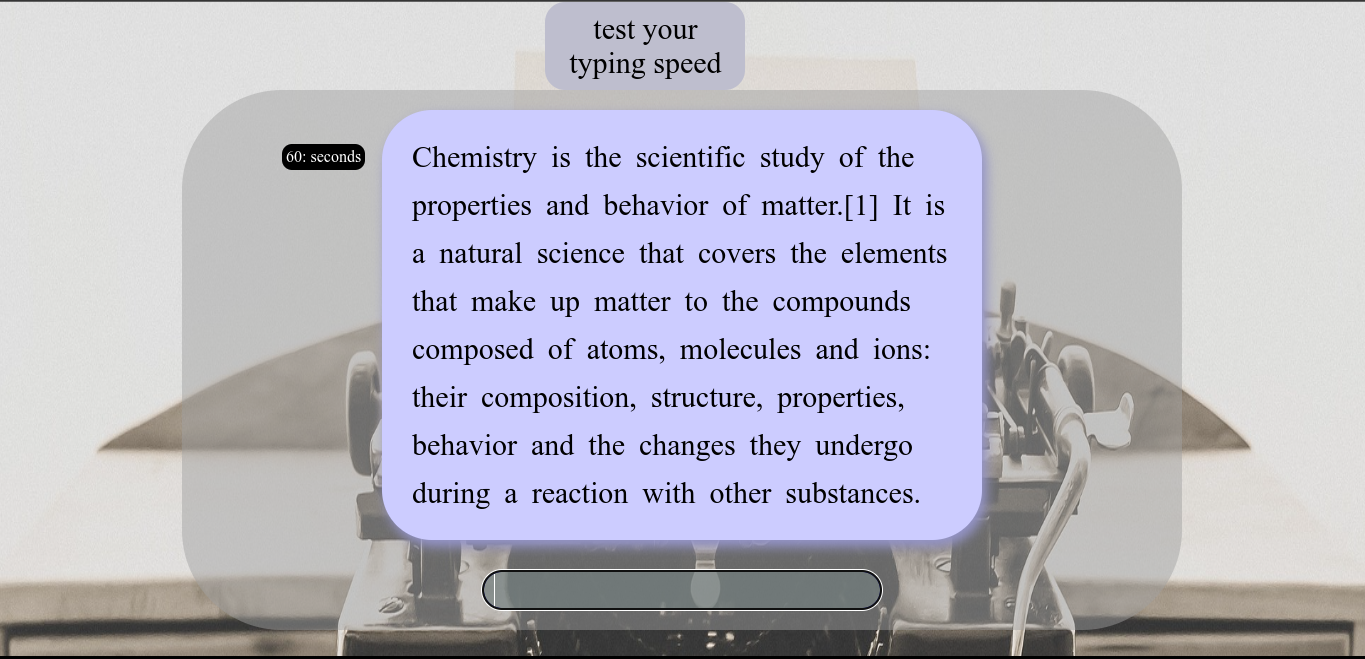 test your
typing speed
60: seconds
Chemistry is the scientific study of the
properties and behavior of matter.[1] It is
a natural science that covers the elements
that make up matter to the compounds
composed of atoms, molecules and ions:
their composition, structure, properties,
behavior and the changes they undergo
during a reaction with other substances.